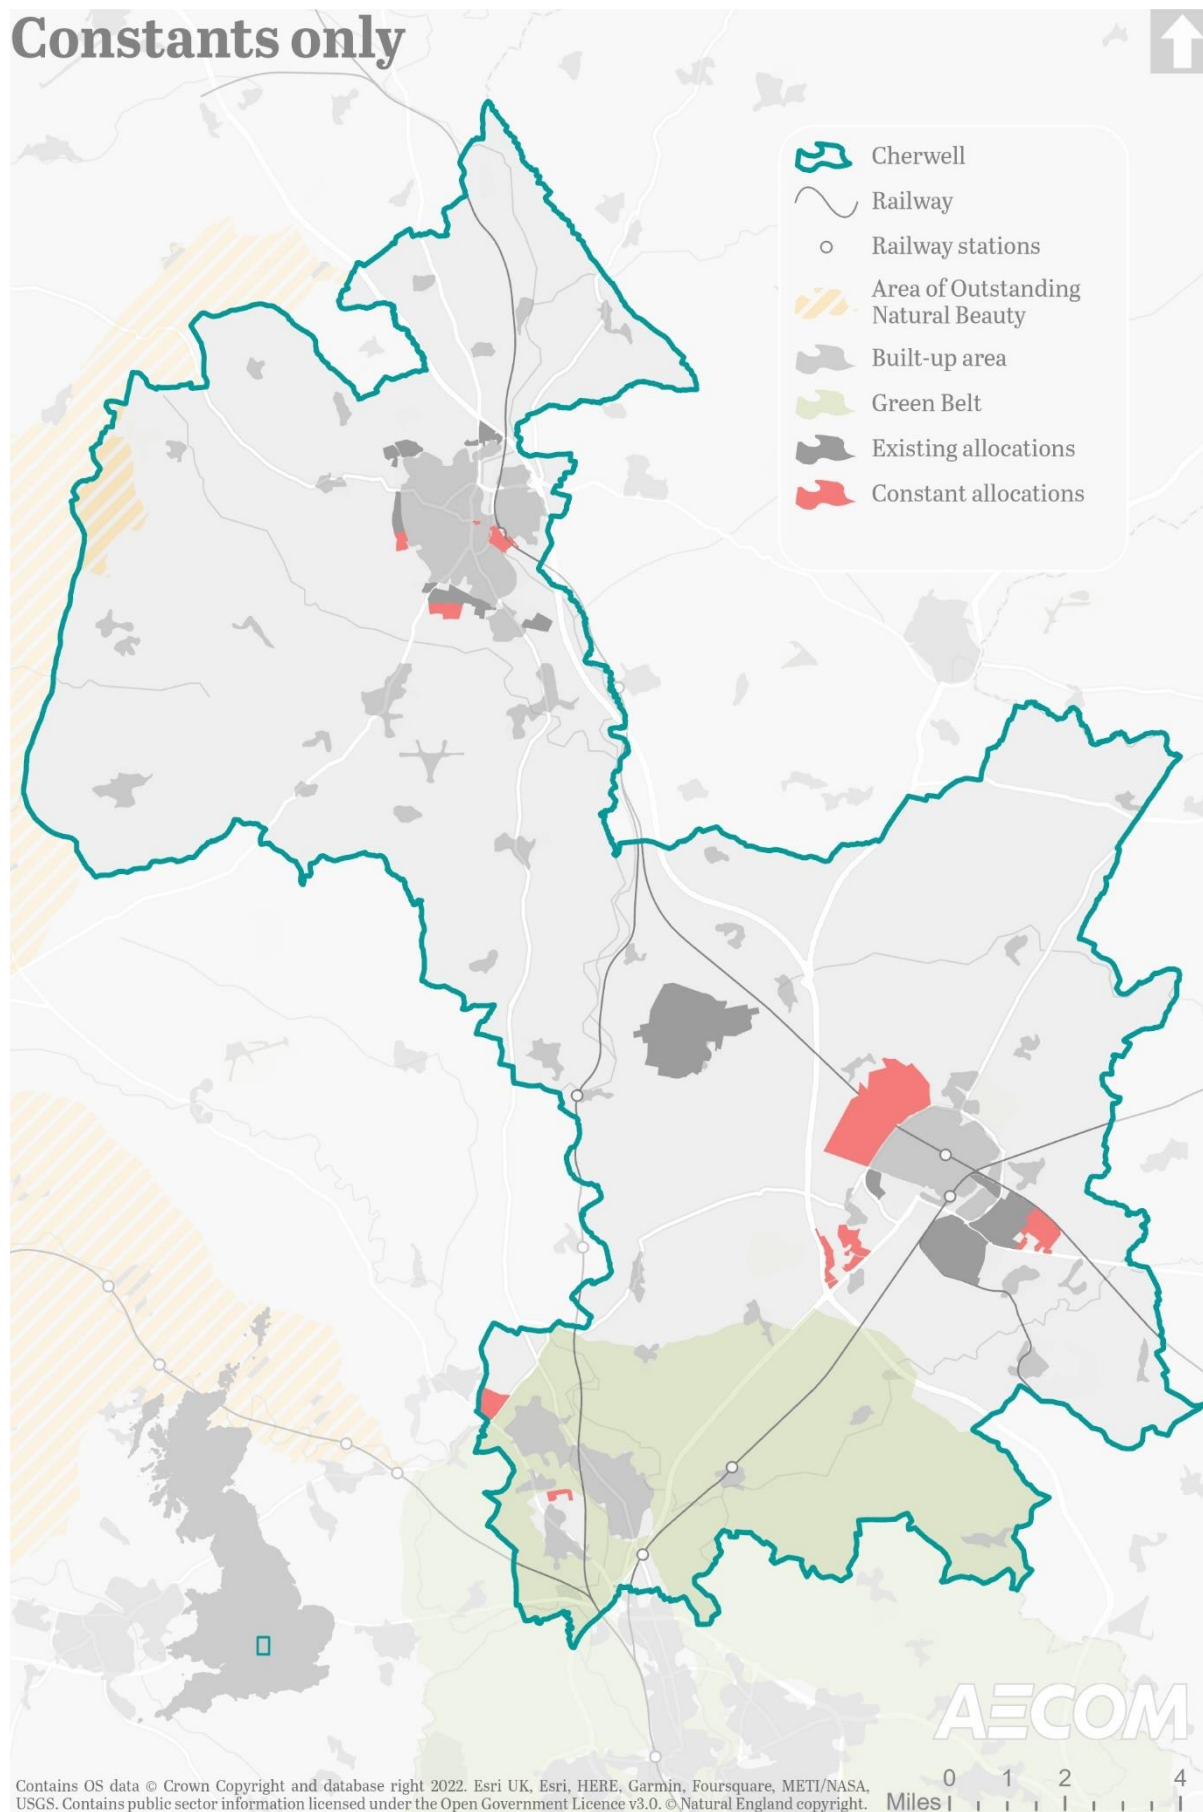 Constants only
Cherwell
Railway
Railway stations
Area of Outstanding
Natural Beauty
Built-up area
Green Belt
Existing allocations
Constant allocations
AECOM
Contains OS data © Crown Copyright and database right 2022. Esri UK, Esri, HERE, Garmin, Foursquare, METI/NASA,
USGS. Contains public sector information licensed under the Open Government Licence v3.0. © Natural England copyright.
0 1 2 4
Miles